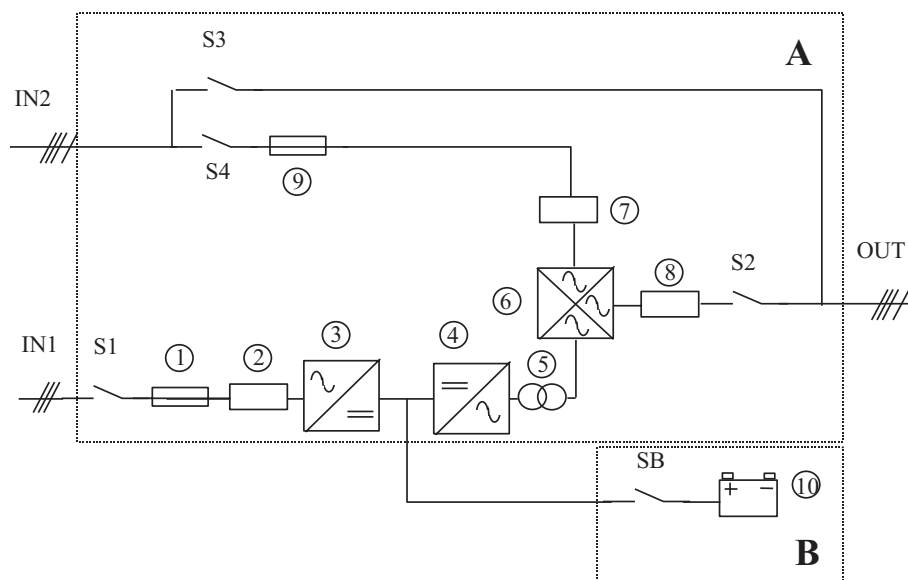 S3
A
IN2
S4
⑨
⑦
OUT
⑧
S2
⑥
IN1
S1
①
②
③
④
⑤
SB
+ −
⑩
B